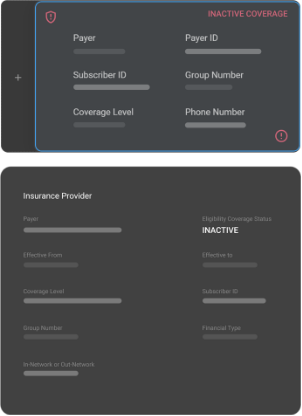 INACTIVE COVERAGE
Payer Payer ID
Subscriber ID Group Number
Coverage Level Phone Number
Insurance Provider
Payer Eligibility Coverage Status
INACTIVE
Effective From Effective to
Coverage Level Subscriber ID
Group Number Financial Type
In-Network to Out-Network